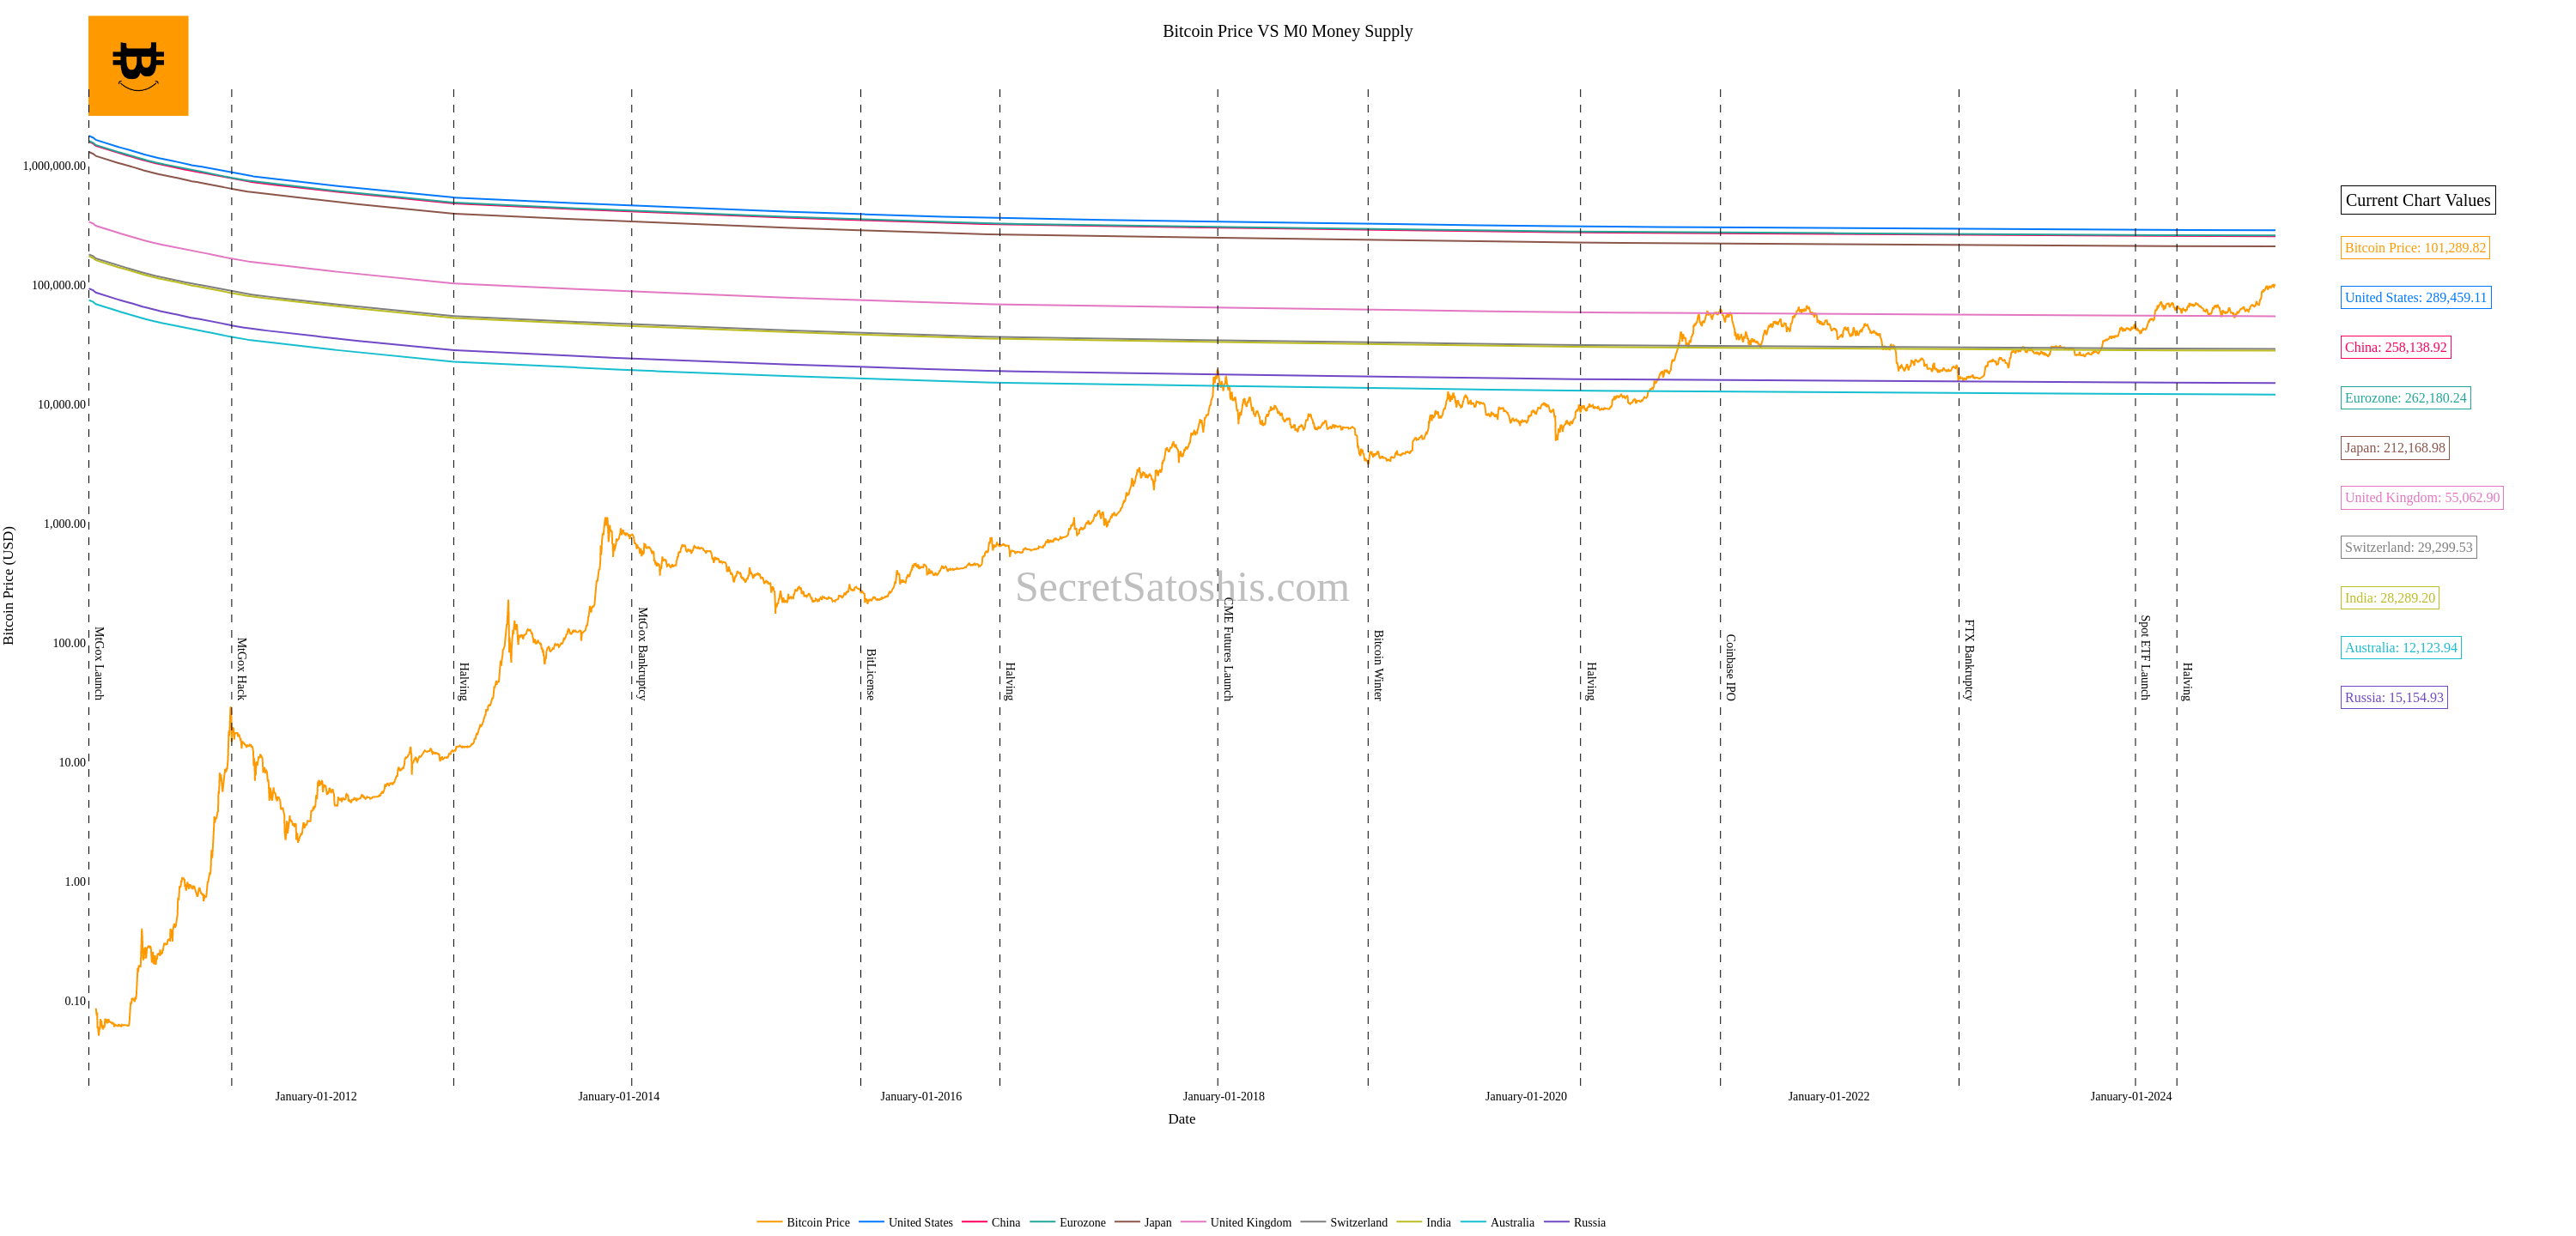 Bitcoin Price VS M0 Money Supply
1,000,000.00
100,000.00
10,000.00
1,000.00
100.00
10.00
1.00
0.10
Bitcoin Price (USD)
MtGox Launch
MtGox Hack
Halving
MtGox Bankruptcy
BitLicense
Halving
CME Futures Launch
Bitcoin Winter
Halving
Coinbase IPO
FTX Bankruptcy
Spot ETF Launch
Halving
SecretSatoshis.com
January-01-2012
January-01-2014
January-01-2016
January-01-2018
January-01-2020
January-01-2022
January-01-2024
Date
Current Chart Values
Bitcoin Price: 101,289.82
United States: 289,459.11
China: 258,138.92
Eurozone: 262,180.24
Japan: 212,168.98
United Kingdom: 55,062.90
Switzerland: 29,299.53
India: 28,289.20
Australia: 12,123.94
Russia: 15,154.93
Bitcoin Price
United States
China
Eurozone
Japan
United Kingdom
Switzerland
India
Australia
Russia